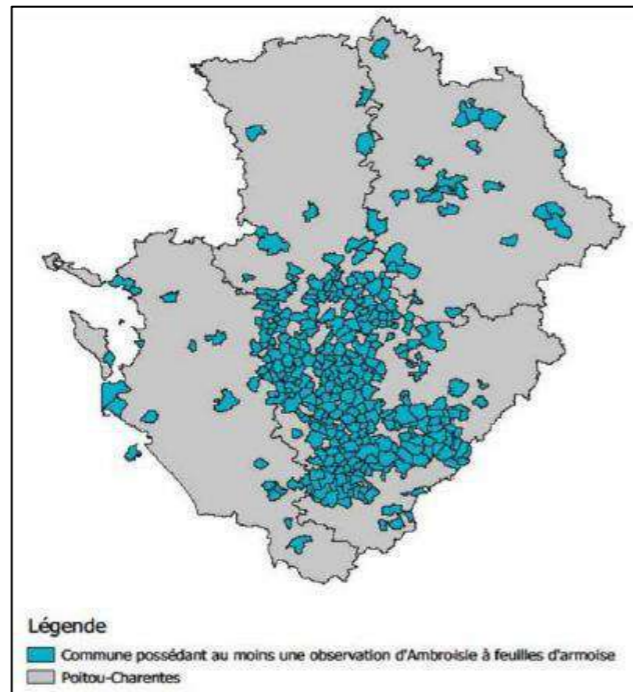 Légende
Commune possédant au moins une observation d'Ambroisie à feuilles d'armoise
Poitou-Charentes